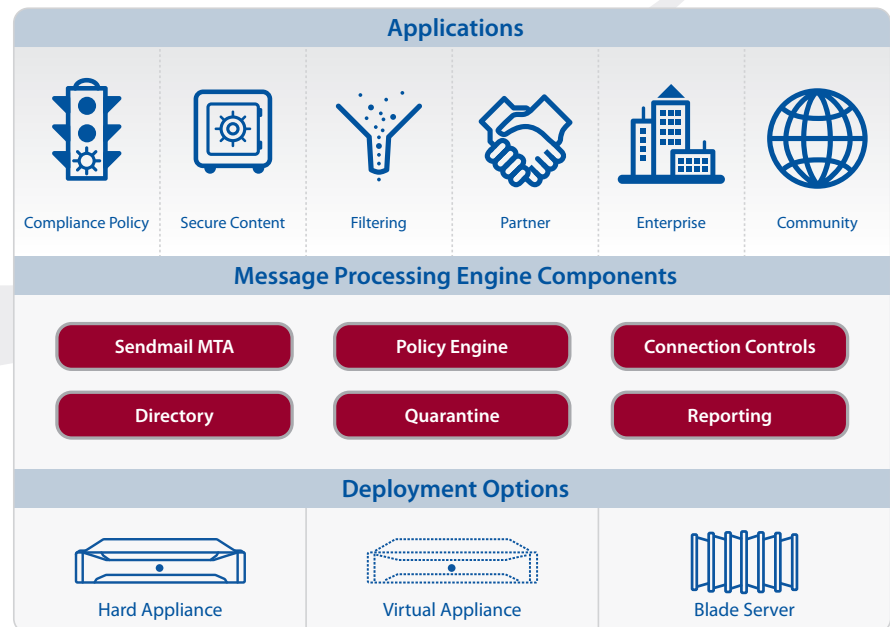 Applications
Compliance Policy
Secure Content
Filtering
Partner
Enterprise
Community
Message Processing Engine Components
Sendmail MTA
Policy Engine
Connection Controls
Directory
Quarantine
Reporting
Deployment Options
Hard Appliance
Virtual Appliance
Blade Server